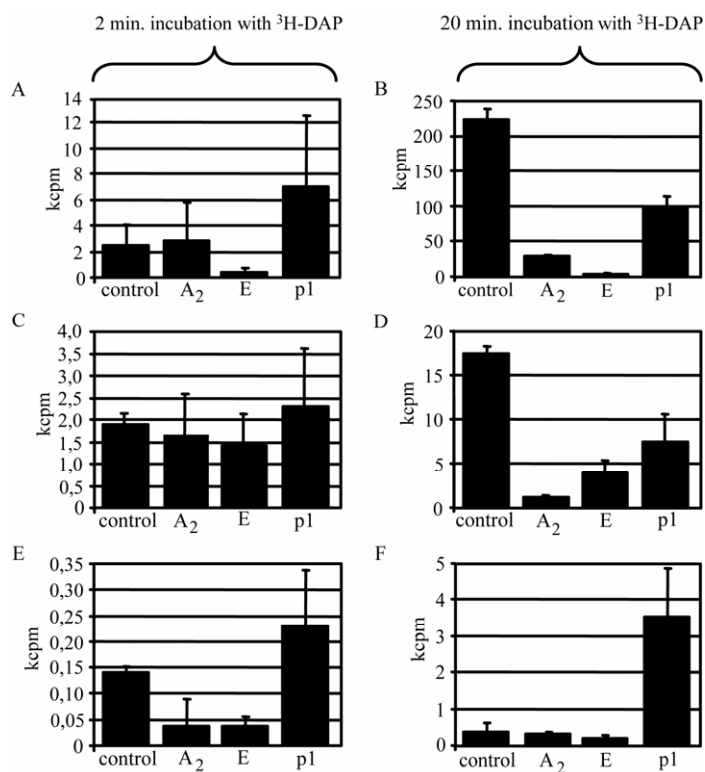 2 min. incubation with ³H-DAP
20 min. incubation with ³H-DAP
A
14
12
10
8
6
4
2
0
kcpm
control A₂ E p1
B
250
200
150
100
50
0
kcpm
control A₂ E p1
C
4,0
3,5
3,0
2,5
2,0
1,5
1,0
0,5
0
kcpm
control A₂ E p1
D
20
15
10
5
0
kcpm
control A₂ E p1
E
0,35
0,30
0,25
0,20
0,15
0,10
0,05
0
kcpm
control A₂ E p1
F
5
4
3
2
1
0
kcpm
control A₂ E p1